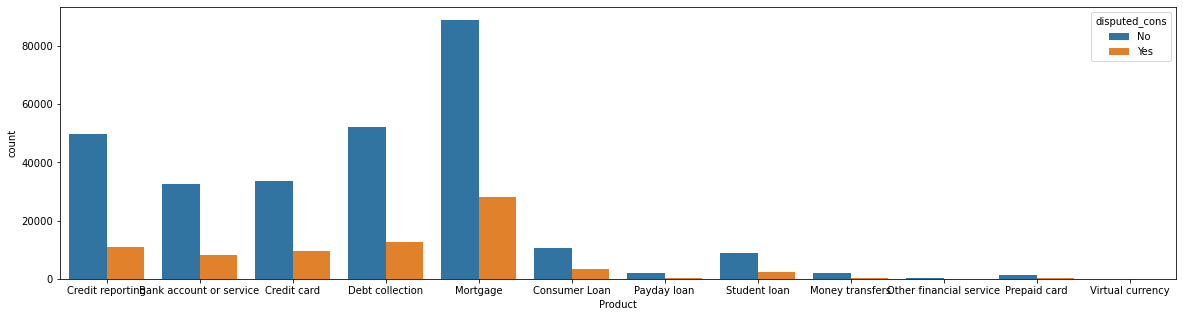 disputed_cons
No
Yes
80000
60000
40000
20000
0
count
Credit reporting Bank account or service Credit card Debt collection Mortgage Consumer Loan Payday loan Student loan Money transfers Other financial service Prepaid card Virtual currency
Product